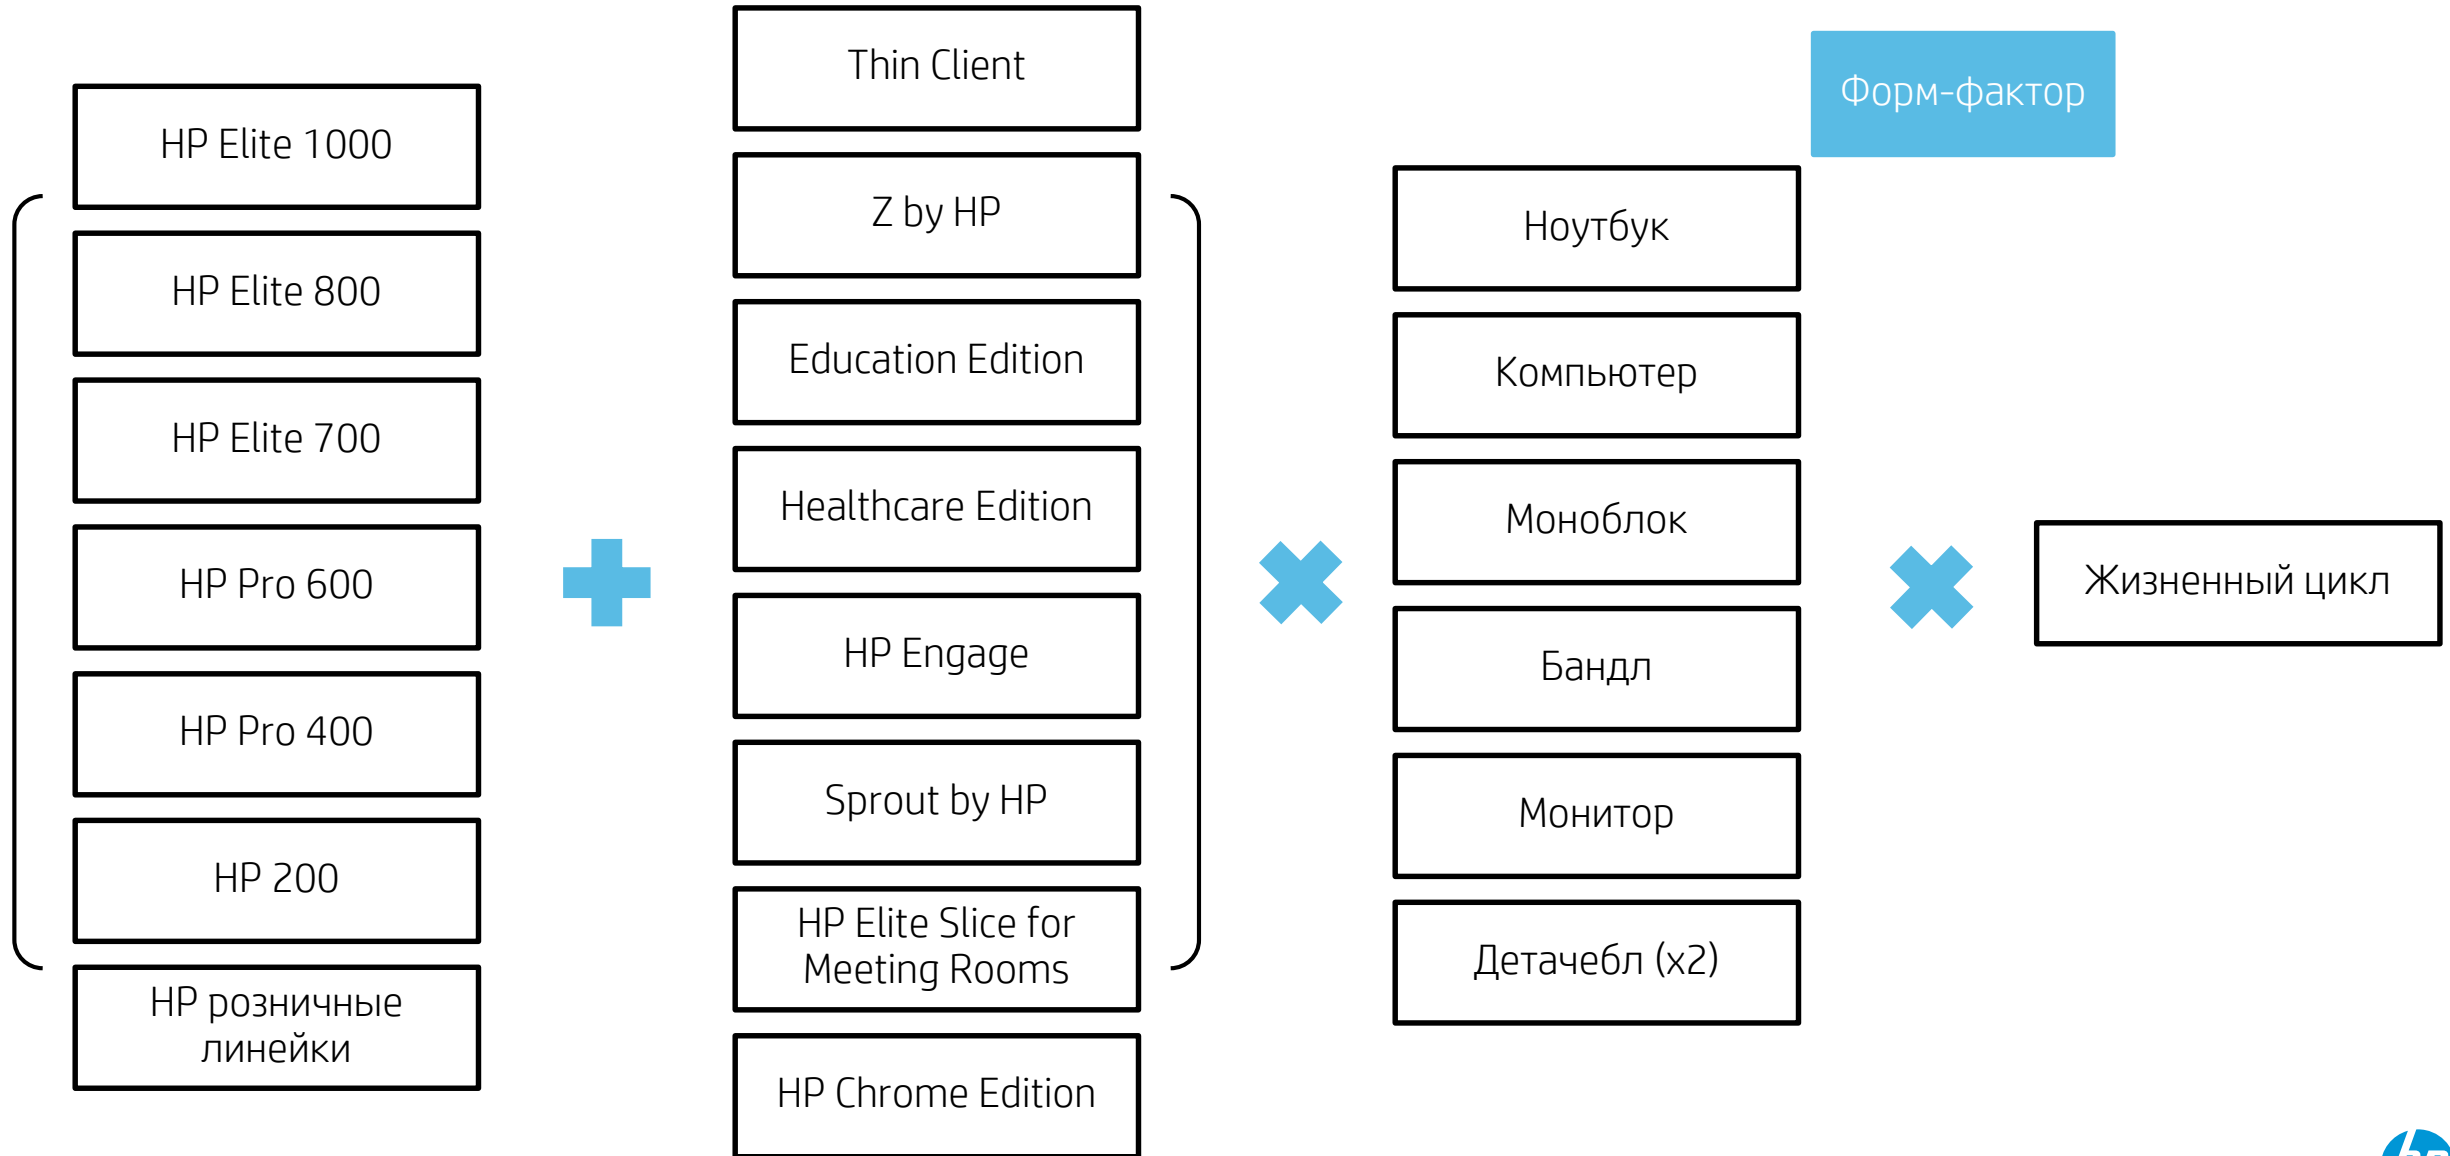 HP Elite 1000
HP Elite 800
HP Elite 700
HP Pro 600
HP Pro 400
HP 200
HP розничные
линейки
Thin Client
Z by HP
Education Edition
Healthcare Edition
HP Engage
Sprout by HP
HP Elite Slice for
Meeting Rooms
HP Chrome Edition
Форм-фактор
Ноутбук
Компьютер
Моноблок
Бандл
Монитор
Детачебл (x2)
Жизненный цикл